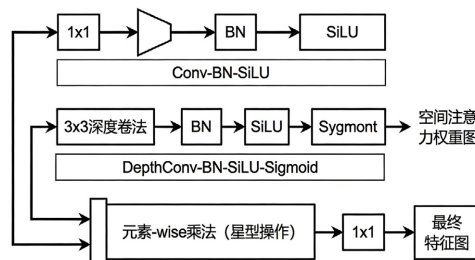 1x1
BN
SiLU
Conv-BN-SiLU
3x3深度卷法
BN
SiLU
Sygmont
空间注意
力权重图
DepthConv-BN-SiLU-Sigmoid
元素-wise乘法（星型操作）
1x1
最终
特征图